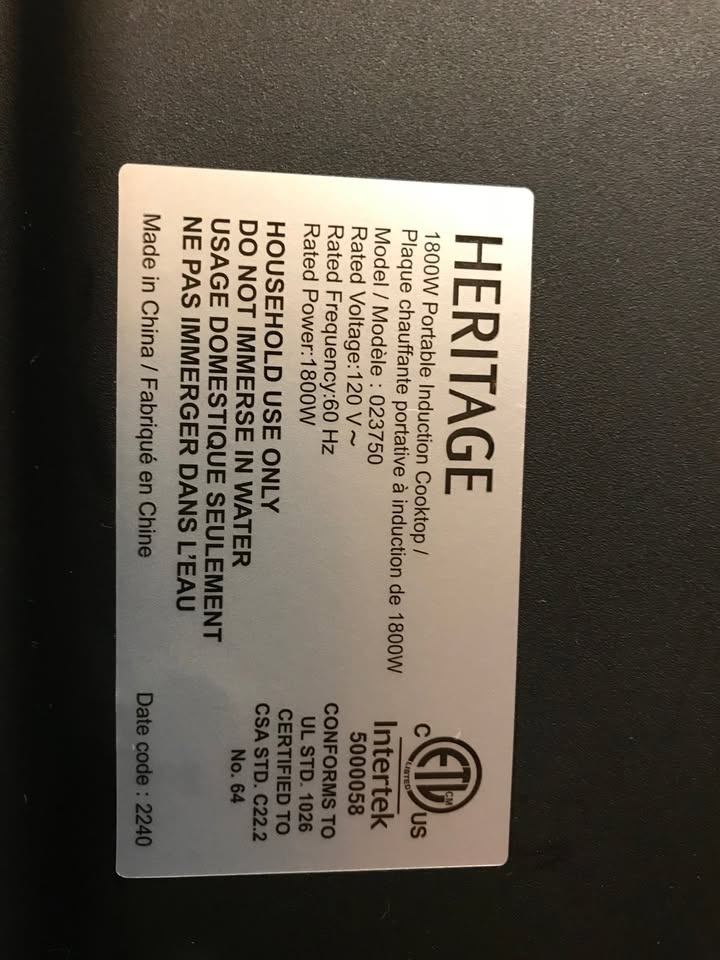 HERITAGE
1800W Portable Induction Cooktop /
Plaque chauffante portative à induction de 1800W
Model / Modèle : 023750
Rated Voltage:120 V~
Rated Frequency:60 Hz
Rated Power:1800W
HOUSEHOLD USE ONLY
DO NOT IMMERSE IN WATER
USAGE DOMESTIQUE SEULEMENT
NE PAS IMMERGER DANS L'EAU
Made in China / Fabriqué en Chine
C ETL CM US
LISTED
Intertek
5000058
CONFORMS TO
UL STD. 1026
CERTIFIED TO
CSA STD. C22.2
No. 64
Date code : 2240